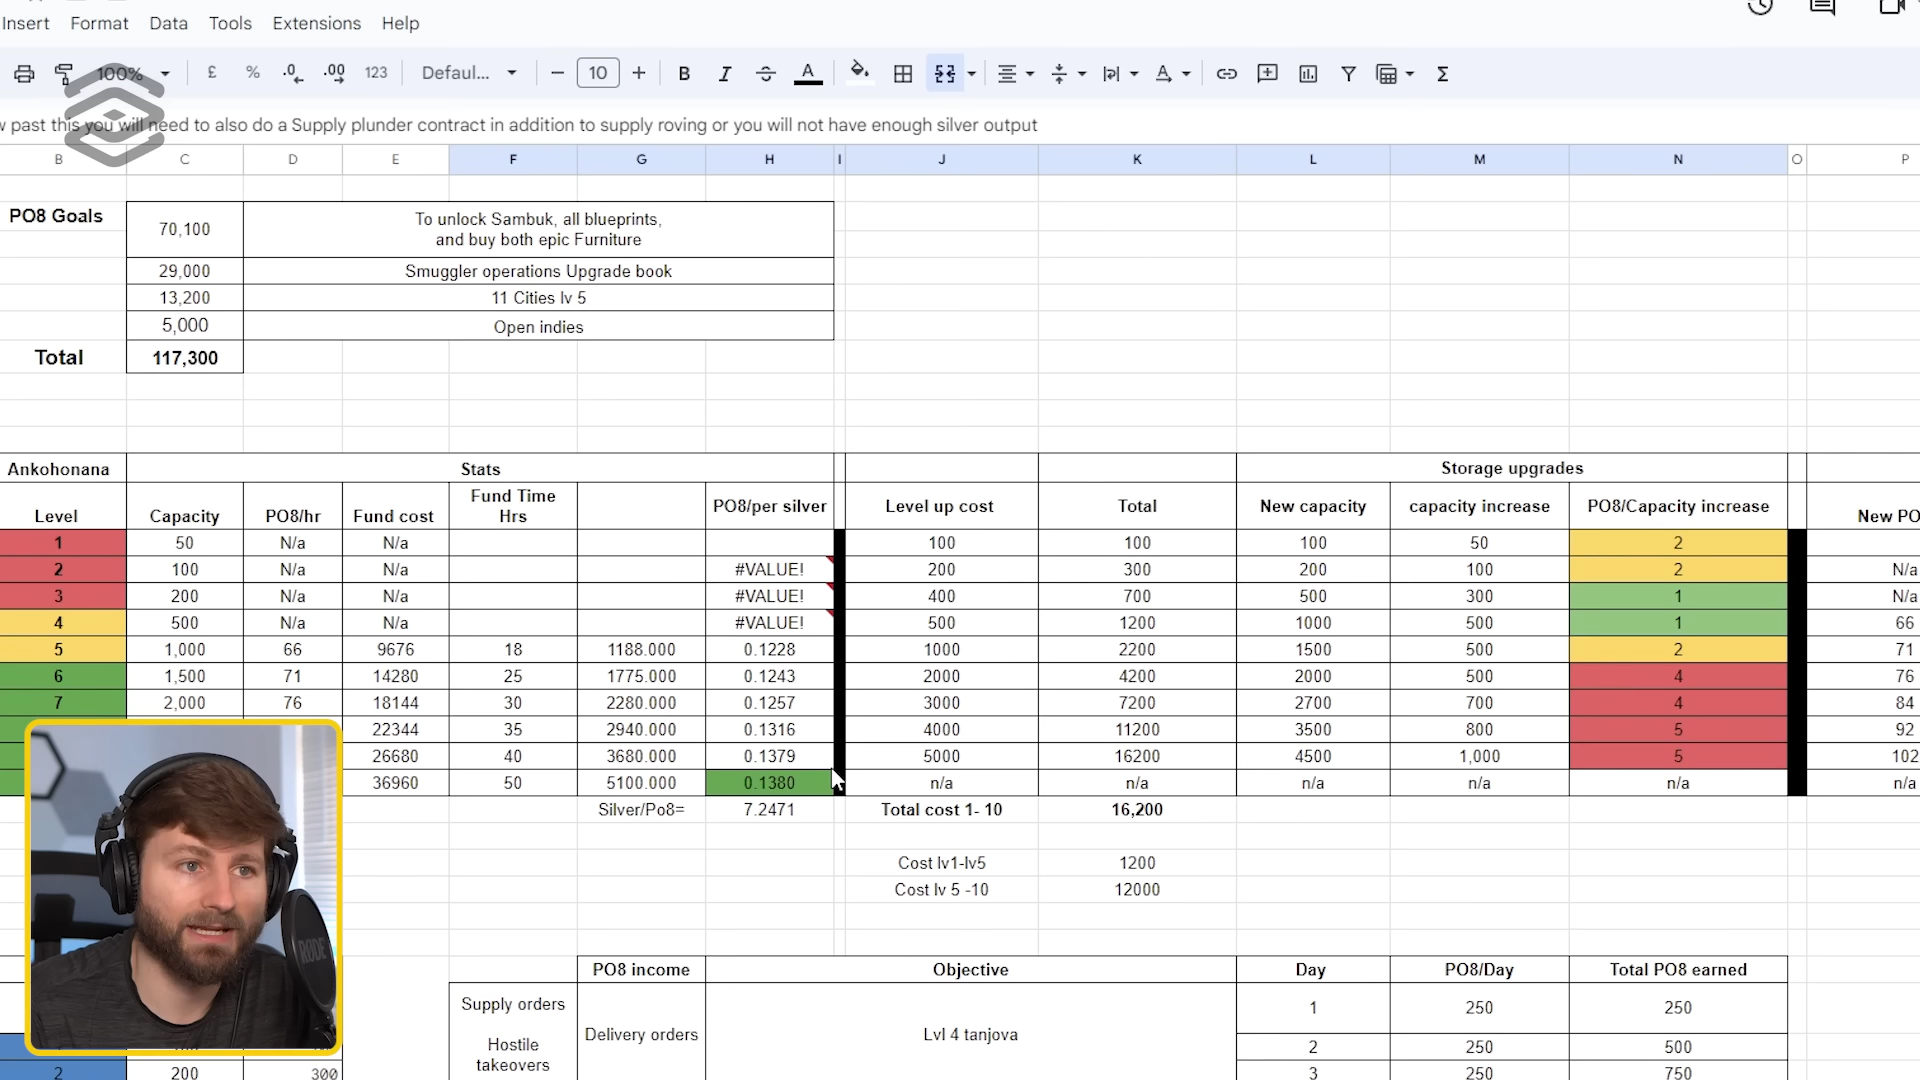 Insert Format Data Tools Extensions Help
100% £ % .0 .00 123 Defaul... − 10 + B I A Σ
past this you will need to also do a Supply plunder contract in addition to supply roving or you will not have enough silver output
B C D E F G H I J K L M N O P
PO8 Goals 70,100 To unlock Sambuk, all blueprints,
and buy both epic Furniture
29,000 Smuggler operations Upgrade book
13,200 11 Cities lv 5
5,000 Open indies
Total 117,300
Ankohonana Stats Storage upgrades
Level Capacity PO8/hr Fund cost Fund Time
Hrs PO8/per silver Level up cost Total New capacity capacity increase PO8/Capacity increase New PO
1 50 N/a N/a 100 100 100 50 2
2 100 N/a N/a #VALUE! 200 300 200 100 2 N/a
3 200 N/a N/a #VALUE! 400 700 500 300 1 N/a
4 500 N/a N/a #VALUE! 500 1200 1000 500 1 66
5 1,000 66 9676 18 1188.000 0.1228 1000 2200 1500 500 2 71
6 1,500 71 14280 25 1775.000 0.1243 2000 4200 2000 500 4 76
7 2,000 76 18144 30 2280.000 0.1257 3000 7200 2700 700 4 84
22344 35 2940.000 0.1316 4000 11200 3500 800 5 92
26680 40 3680.000 0.1379 5000 16200 4500 1,000 5 102
36960 50 5100.000 0.1380 n/a n/a n/a n/a n/a n/a
Silver/Po8= 7.2471 Total cost 1- 10 16,200
Cost lv1-lv5 1200
Cost lv 5 -10 12000
PO8 income Objective Day PO8/Day Total PO8 earned
Supply orders
Hostile
takeovers
Delivery orders Lvl 4 tanjova 1 250 250
2 250 500
2 200 300 3 250 750
RØDE